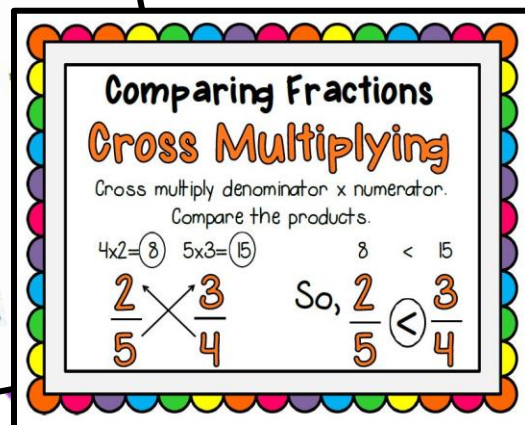 Comparing Fractions
Cross Multiplying
Cross multiply denominator x numerator.
Compare the products.
4x2=8 5x3=15 8 < 15
2 3 So, 2 < 3
5 4 5 4